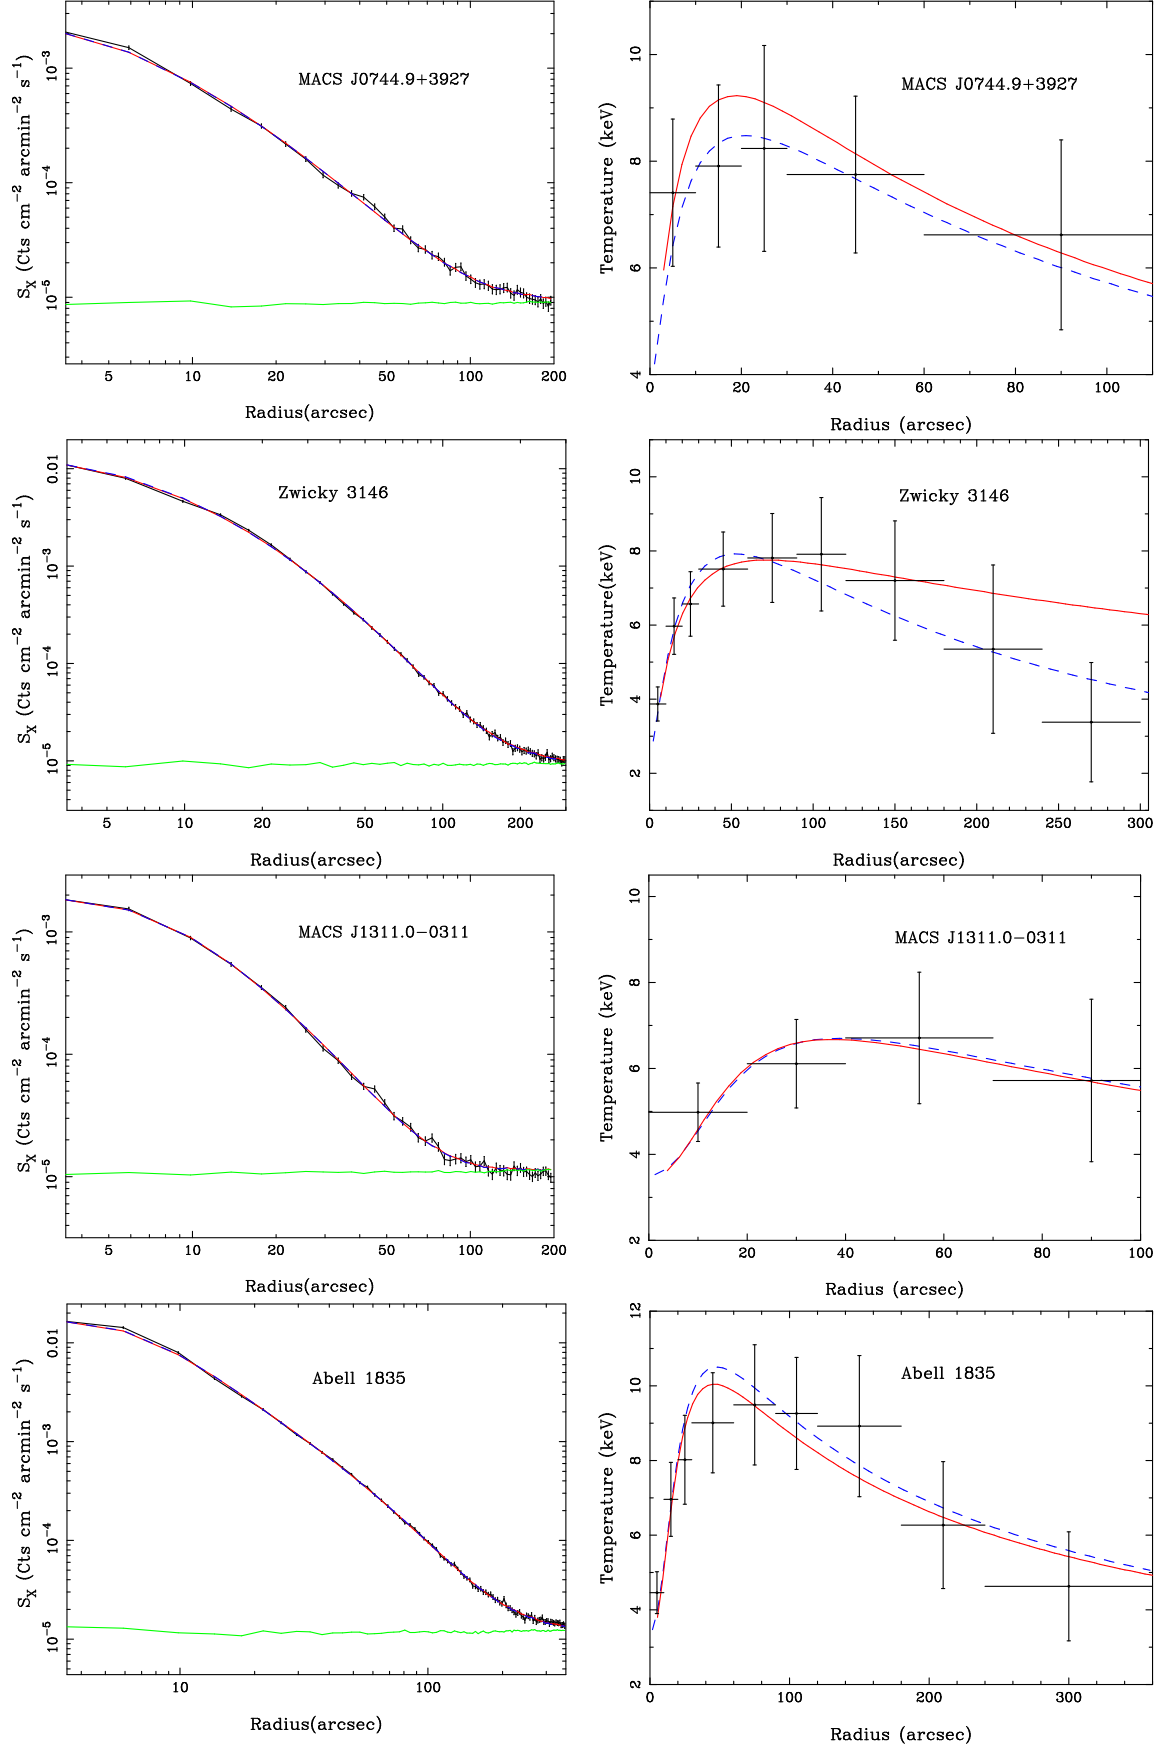 MACS J0744.9+3927
S_X (Cts cm^-2 arcmin^-2 s^-1)
10^-3
10^-4
10^-5
5 10 20 50 100 200
Radius(arcsec)
MACS J0744.9+3927
Temperature (keV)
10
8
6
4
0 20 40 60 80 100
Radius (arcsec)
Zwicky 3146
S_X (Cts cm^-2 arcmin^-2 s^-1)
0.01
10^-3
10^-4
10^-5
5 10 20 50 100 200
Radius(arcsec)
Zwicky 3146
Temperature(keV)
10
8
6
4
2
0 50 100 150 200 250 300
Radius(arcsec)
MACS J1311.0−0311
S_X (Cts cm^-2 arcmin^-2 s^-1)
10^-3
10^-4
10^-5
5 10 20 50 100 200
Radius(arcsec)
MACS J1311.0−0311
Temperature (keV)
10
8
6
4
2
0 20 40 60 80 100
Radius (arcsec)
Abell 1835
S_X (Cts cm^-2 arcmin^-2 s^-1)
0.01
10^-3
10^-4
10^-5
10 100
Radius(arcsec)
Abell 1835
Temperature (keV)
12
10
8
6
4
2
0 100 200 300
Radius (arcsec)